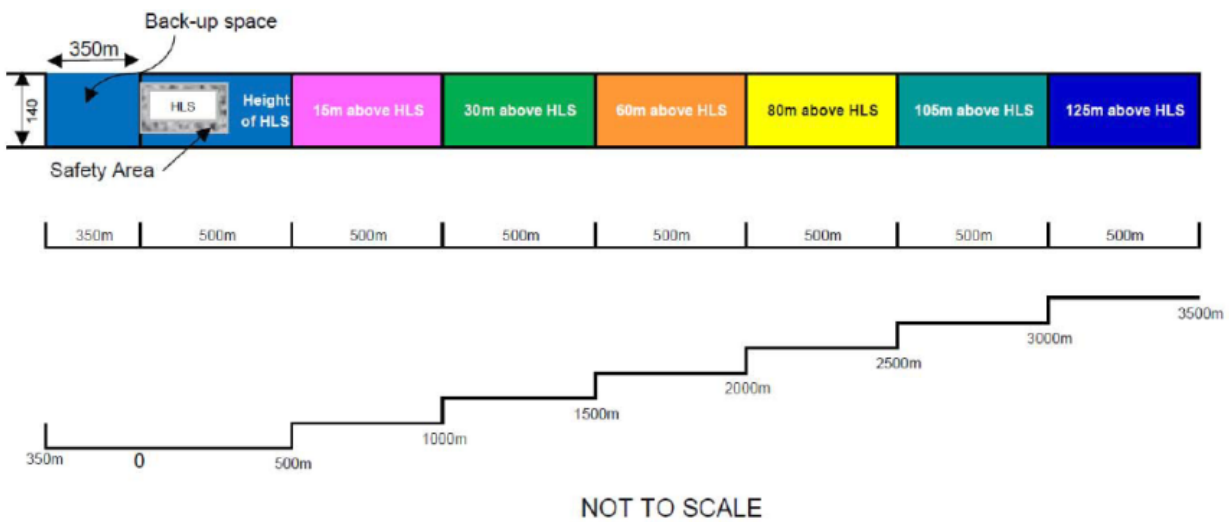 Back-up space
350m
140
HLS
Height
of HLS
15m above HLS
30m above HLS
60m above HLS
80m above HLS
105m above HLS
125m above HLS
Safety Area
350m
500m
500m
500m
500m
500m
500m
500m
3500m
3000m
2500m
2000m
1500m
1000m
350m
0
500m
NOT TO SCALE